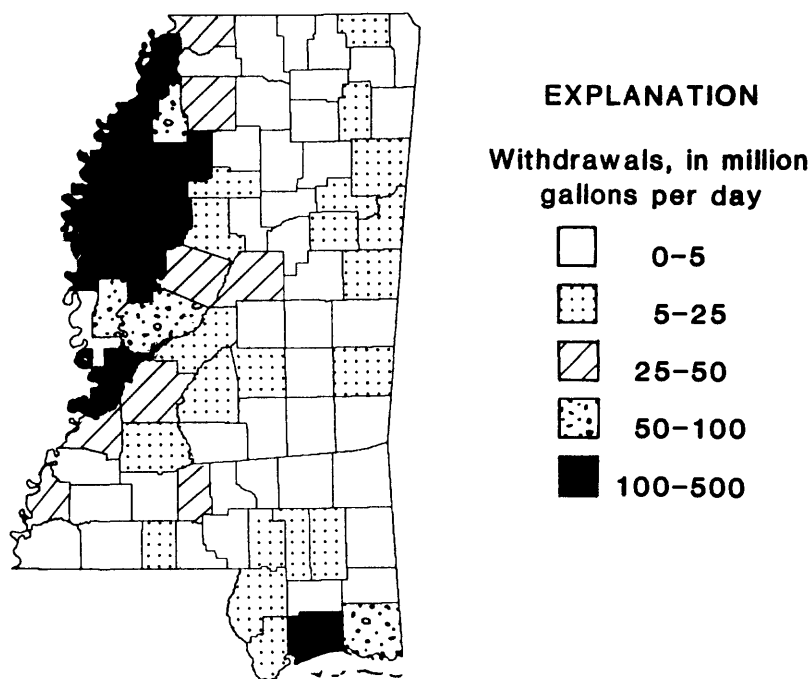 EXPLANATION
Withdrawals, in million
gallons per day
0-5
5-25
25-50
50-100
100-500